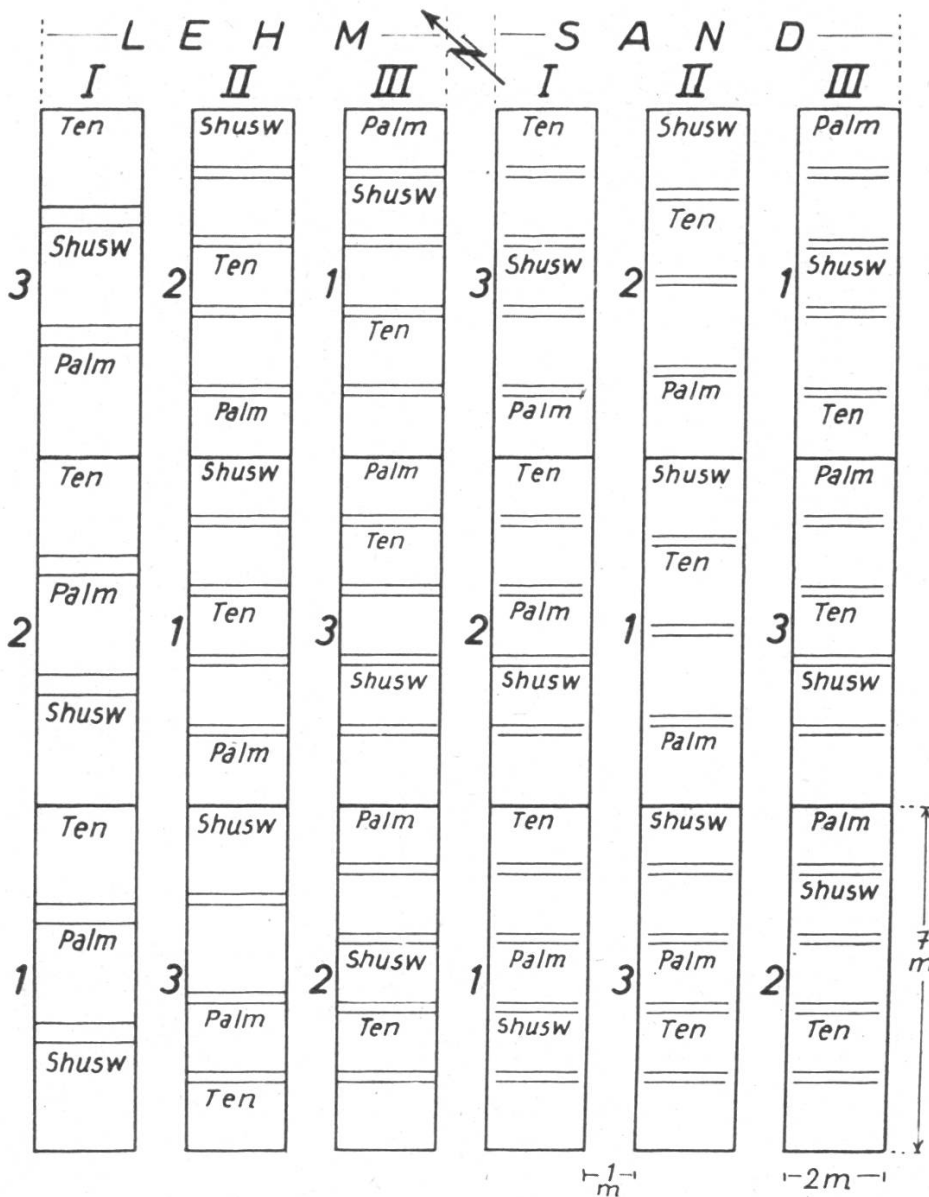 LEHM SAND
I II III I II III
Ten Shusw Palm Ten Shusw Palm
Shusw
Ten
Shusw Ten Shusw Shusw
3 2 1 3 2 1
Ten
Palm
Palm Palm Palm Ten
Ten Shusw Palm Ten Shusw Palm
Ten Ten
Palm Ten Palm Ten
2 1 3 2 1 3
Shusw Shusw Shusw
Shusw
Palm Palm
Ten Shusw Palm Ten Shusw Palm
Shusw
Palm Shusw Palm Palm
1 3 2 1 3 2
7 m
Palm Ten Shusw Ten Ten
Shusw
Ten
1 m
2m